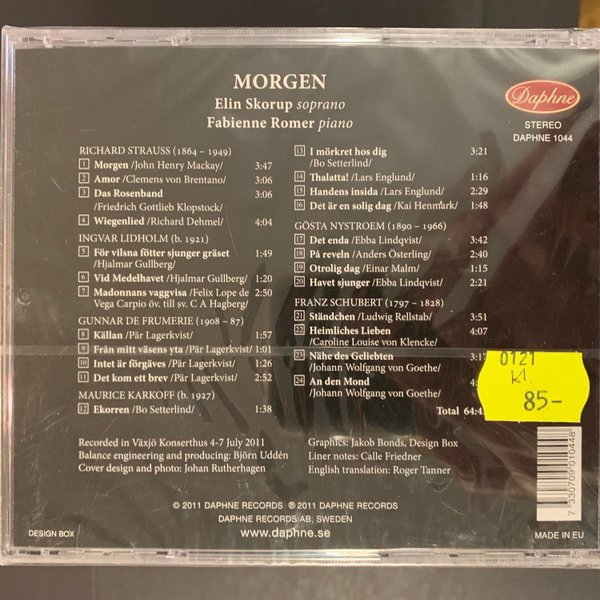 MORGEN
Elin Skorup soprano
Fabienne Romer piano
Daphne
STEREO
DAPHNE 1044
RICHARD STRAUSS (1864 – 1949)
1 Morgen /John Henry Mackay/ 3:47
2 Amor /Clemens von Brentano/ 3:06
3 Das Rosenband 3:06
/Friedrich Gottlieb Klopstock/
4 Wiegenlied /Richard Dehmel/ 4:04
INGVAR LIDHOLM (b. 1921)
5 För vilsna fötter sjunger gräset 1:49
/Hjalmar Gullberg/
6 Vid Medelhavet /Hjalmar Gullberg/ 1:20
7 Madonnans vaggvisa /Felix Lope de 2:50
Vega Carpio öv. till sv. C A Hagberg/
GUNNAR DE FRUMERIE (1908 – 87)
8 Källan /Pär Lagerkvist/ 1:57
9 Från mitt väsens yta /Pär Lagerkvist/ 1:01
10 Intet är förgäves /Pär Lagerkvist/ 1:26
11 Det kom ett brev /Pär Lagerkvist/ 2:52
MAURICE KARKOFF (b. 1927)
12 Ekorren /Bo Setterlind/ 1:38
13 I mörkret hos dig 3:21
/Bo Setterlind/
14 Thalatta! /Lars Englund/ 1:16
15 Handens insida /Lars Englund/ 2:29
16 Det är en solig dag /Kai Henmark/ 1:48
GÖSTA NYSTROEM (1890 – 1966)
17 Det enda /Ebba Lindqvist/ 3:42
18 På reveln /Anders Österling/ 2:40
19 Otrolig dag /Einar Malm/ 1:15
20 Havet sjunger /Ebba Lindqvist/ 2:21
FRANZ SCHUBERT (1797 – 1828)
21 Ständchen /Ludwig Rellstab/ 3:51
22 Heimliches Lieben 4:07
/Caroline Louise von Klencke/
23 Nähe des Geliebten
/Johann Wolfgang von Goethe/
24 An den Mond
/Johann Wolfgang von Goethe/
Total
0121
kl
85-
Recorded in Växjö Konserthus 4-7 July 2011
Balance engineering and producing: Björn Uddén
Cover design and photo: Johan Rutherhagen
Graphics: Jakob Bonds, Design Box
Liner notes: Calle Friedner
English translation: Roger Tanner
© 2011 DAPHNE RECORDS ℗ 2011 DAPHNE RECORDS
DAPHNE RECORDS AB, SWEDEN
www.daphne.se
DESIGN BOX
7 330709 010448
MADE IN EU